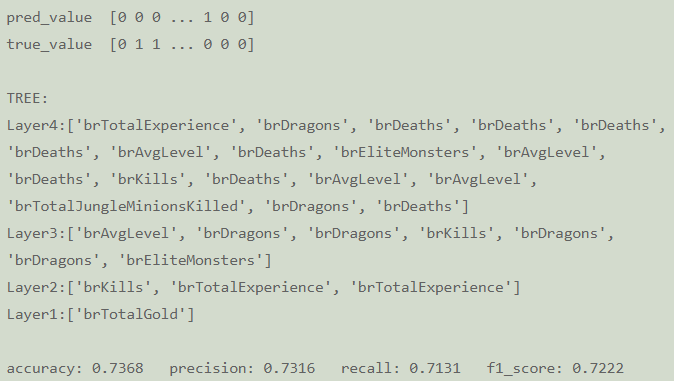 pred_value  [0 0 0 ... 1 0 0]
true_value  [0 1 1 ... 0 0 0]
TREE:
Layer4:['brTotalExperience', 'brDragons', 'brDeaths', 'brDeaths', 'brDeaths',
'brDeaths', 'brAvgLevel', 'brDeaths', 'brEliteMonsters', 'brAvgLevel',
'brDeaths', 'brKills', 'brDeaths', 'brAvgLevel', 'brAvgLevel',
'brTotalJungleMinionsKilled', 'brDragons', 'brDeaths']
Layer3:['brAvgLevel', 'brDragons', 'brDragons', 'brKills', 'brDragons',
'brDragons', 'brEliteMonsters']
Layer2:['brKills', 'brTotalExperience', 'brTotalExperience']
Layer1:['brTotalGold']
accuracy: 0.7368   precision: 0.7316   recall: 0.7131   f1_score: 0.7222